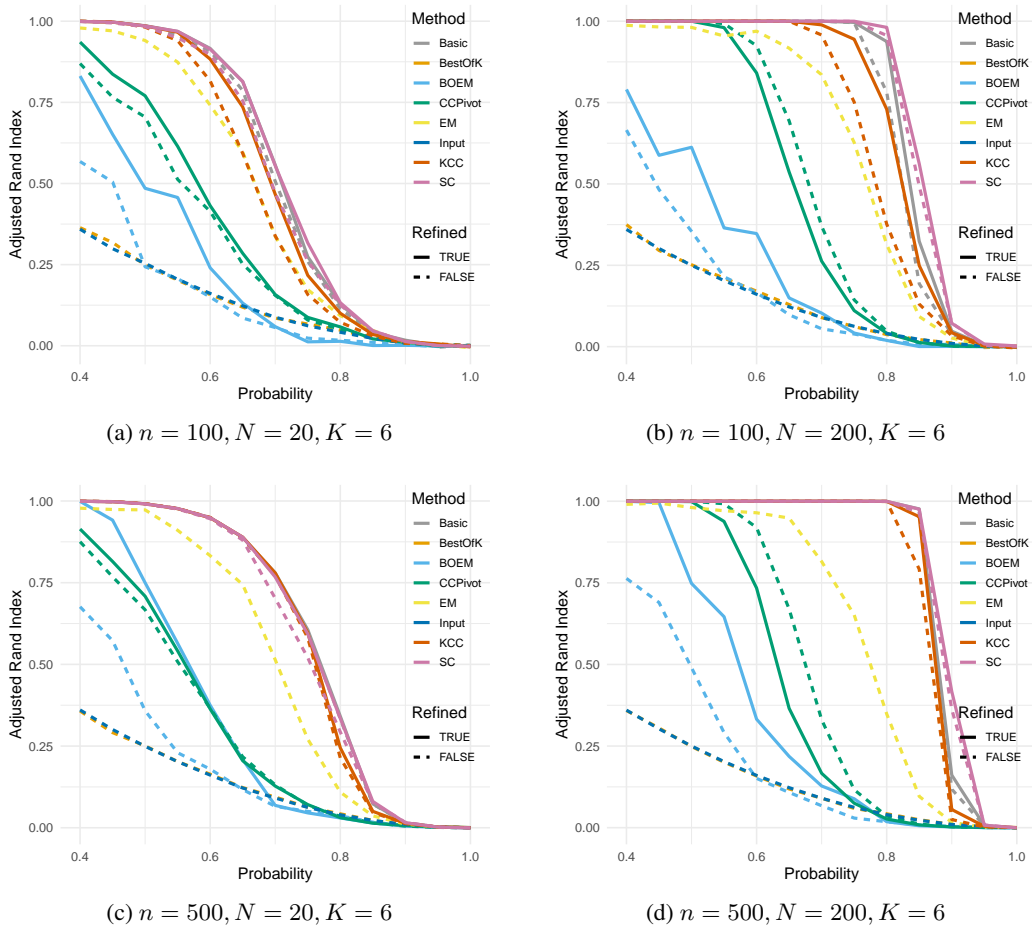 Adjusted Rand Index
1.00
0.75
0.50
0.25
0.00
0.4
0.6
0.8
1.0
Probability
Method
Basic
BestOfK
BOEM
CCPivot
EM
Input
KCC
SC
Refined
TRUE
FALSE
(a) n = 100, N = 20, K = 6
Adjusted Rand Index
1.00
0.75
0.50
0.25
0.00
0.4
0.6
0.8
1.0
Probability
Method
Basic
BestOfK
BOEM
CCPivot
EM
Input
KCC
SC
Refined
TRUE
FALSE
(b) n = 100, N = 200, K = 6
Adjusted Rand Index
1.00
0.75
0.50
0.25
0.00
0.4
0.6
0.8
1.0
Probability
Method
Basic
BestOfK
BOEM
CCPivot
EM
Input
KCC
SC
Refined
TRUE
FALSE
(c) n = 500, N = 20, K = 6
Adjusted Rand Index
1.00
0.75
0.50
0.25
0.00
0.4
0.6
0.8
1.0
Probability
Method
Basic
BestOfK
BOEM
CCPivot
EM
Input
KCC
SC
Refined
TRUE
FALSE
(d) n = 500, N = 200, K = 6